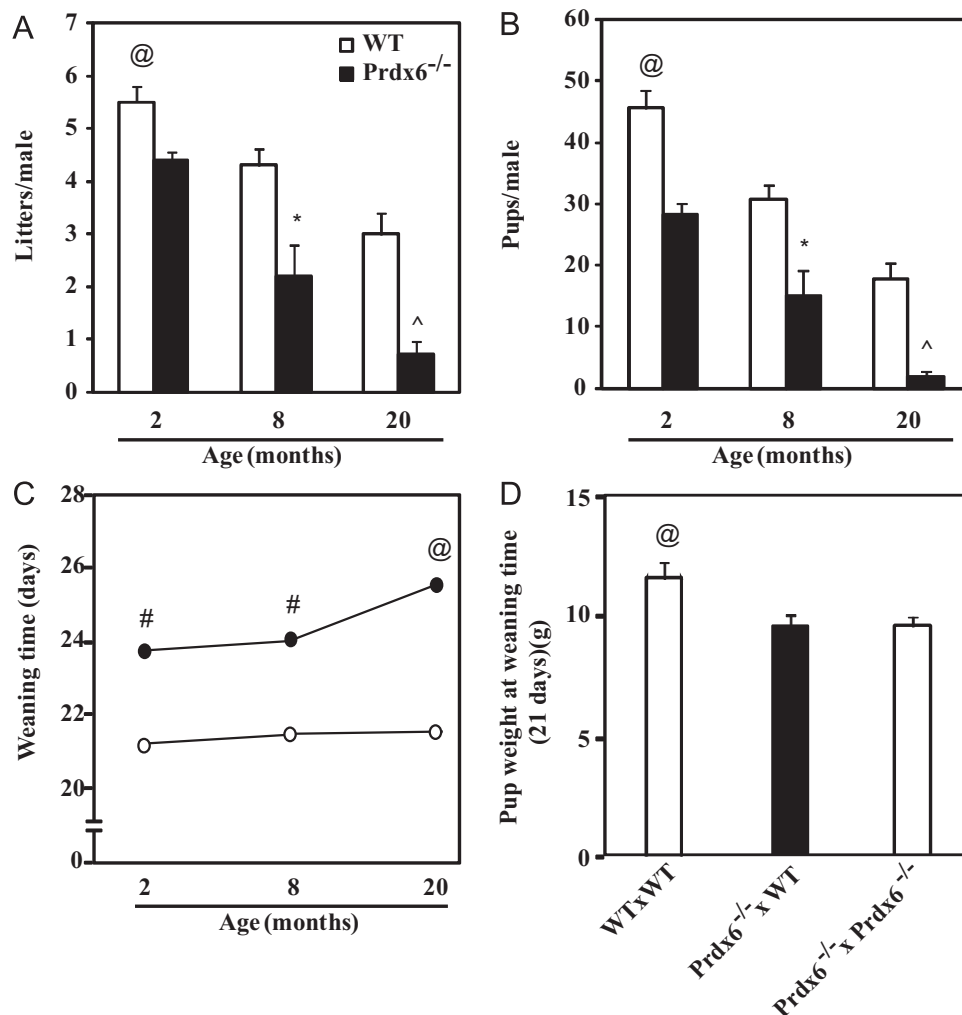 A
7
6
5
4
3
2
1
0
Litters/male
@
*
^
WT
Prdx6-/-
2 8 20
Age (months)
B
60
50
40
30
20
10
0
Pups/male
@
*
^
2 8 20
Age (months)
C
28
26
24
22
20
0
Weaning time (days)
# # @
2 8 20
Age (months)
D
15
10
5
0
Pup weight at weaning time
(21 days)(g)
@
WTxWT
Prdx6-/- x WT
Prdx6-/- x Prdx6-/-